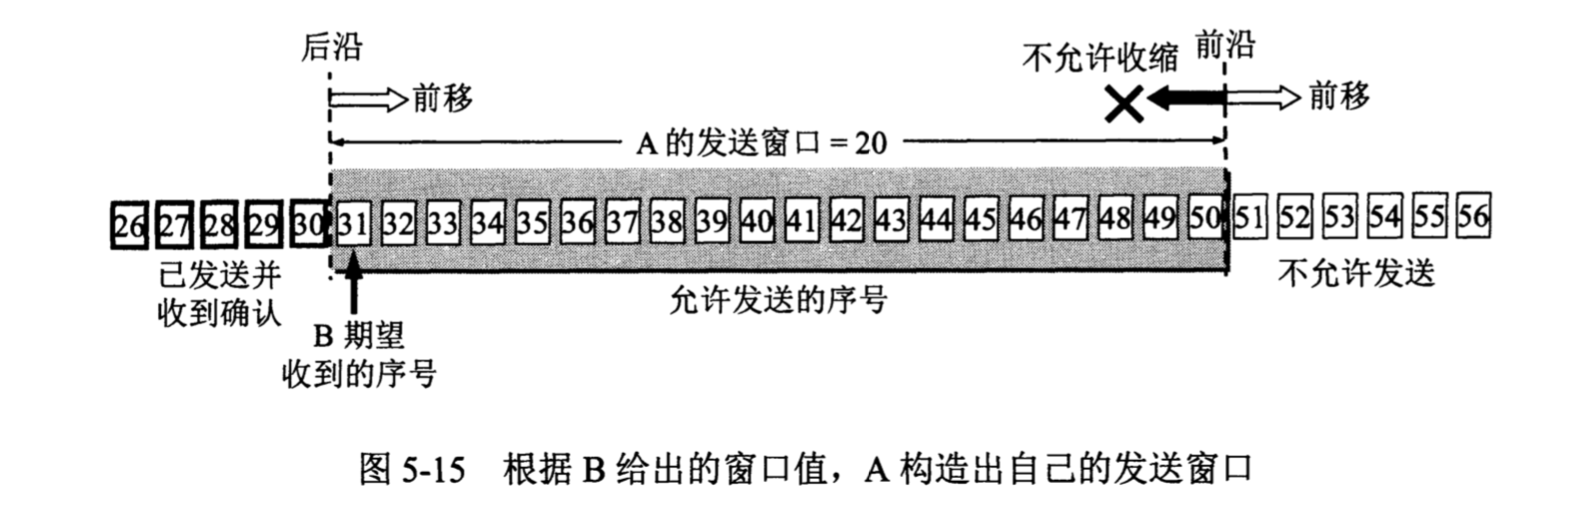 后沿
不允许收缩 前沿
前移
前移
A 的发送窗口 = 20
26 27 28 29 30 31 32 33 34 35 36 37 38 39 40 41 42 43 44 45 46 47 48 49 50 51 52 53 54 55 56
已发送并
收到确认
允许发送的序号
不允许发送
B 期望
收到的序号
图 5-15 根据 B 给出的窗口值，A 构造出自己的发送窗口